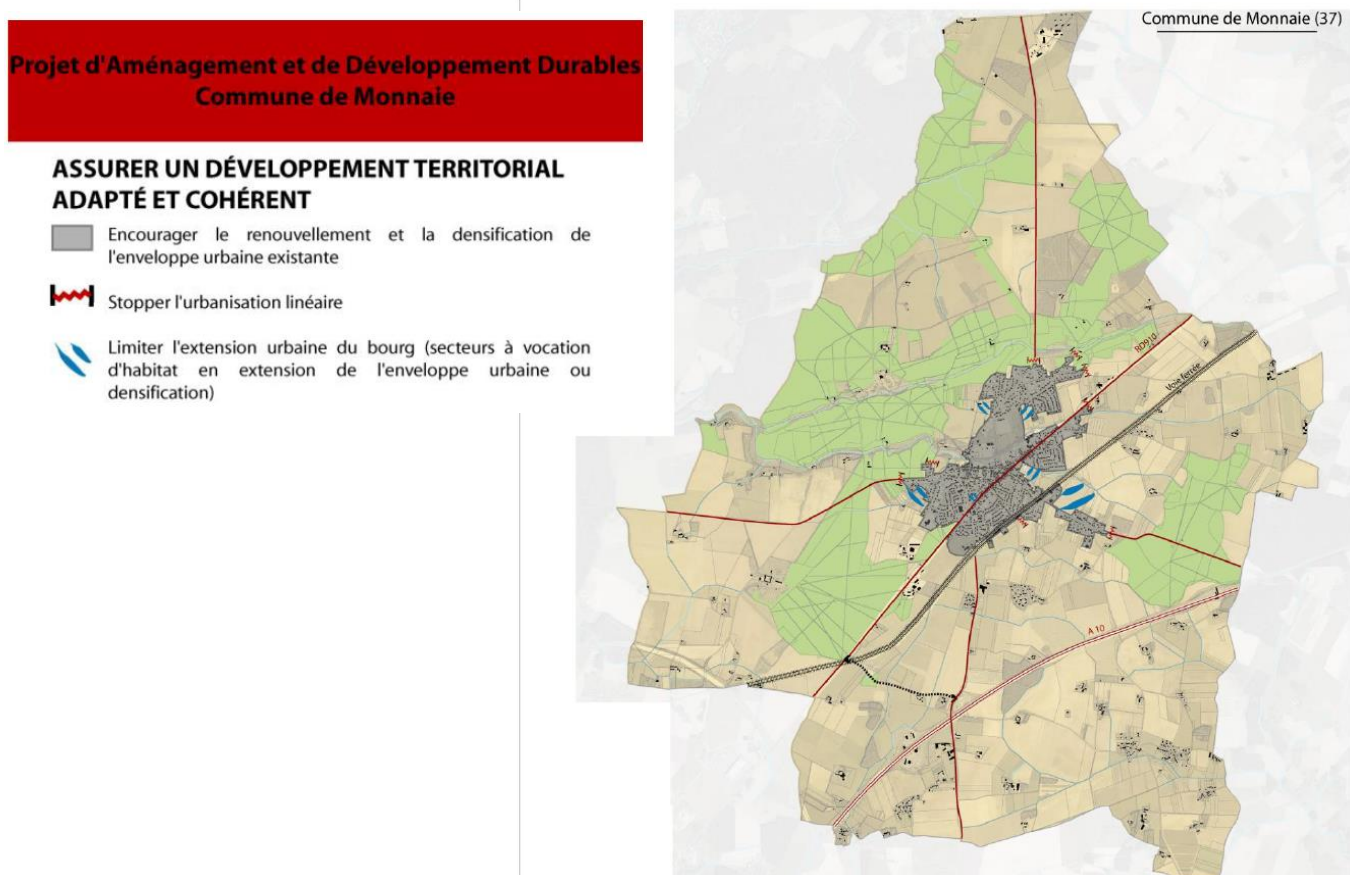 Commune de Monnaie (37)
Projet d'Aménagement et de Développement Durables
Commune de Monnaie
ASSURER UN DÉVELOPPEMENT TERRITORIAL
ADAPTÉ ET COHÉRENT
Encourager le renouvellement et la densification de
l'enveloppe urbaine existante
Stopper l'urbanisation linéaire
Limiter l'extension urbaine du bourg (secteurs à vocation
d'habitat en extension de l'enveloppe urbaine ou
densification)
RD910
Voie ferrée
A 10